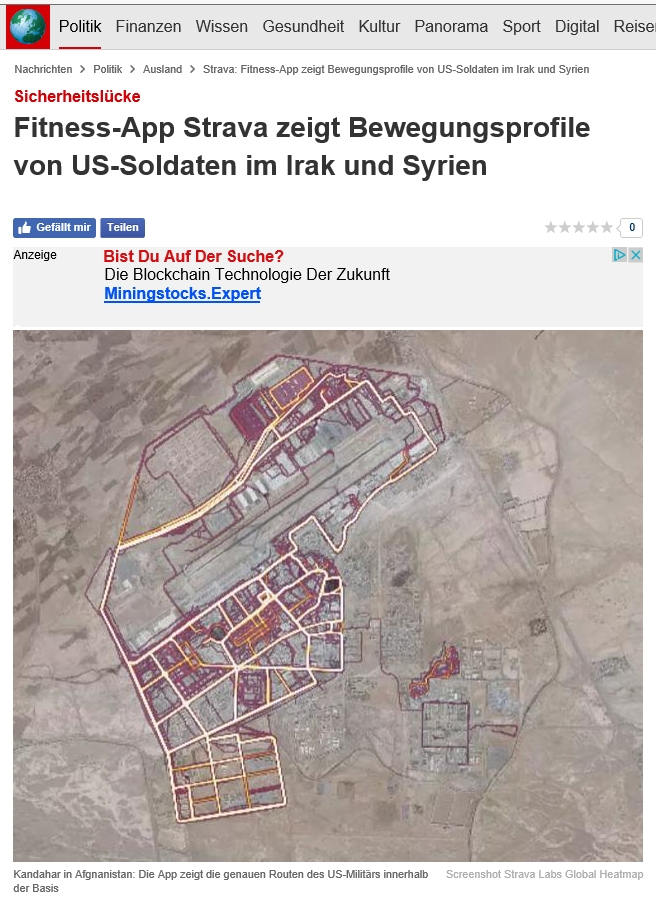 Politik Finanzen Wissen Gesundheit Kultur Panorama Sport Digital Reise
Nachrichten > Politik > Ausland > Strava: Fitness-App zeigt Bewegungsprofile von US-Soldaten im Irak und Syrien
Sicherheitslücke
Fitness-App Strava zeigt Bewegungsprofile
von US-Soldaten im Irak und Syrien
Gefällt mir Teilen 0
Anzeige
Bist Du Auf Der Suche?
Die Blockchain Technologie Der Zukunft
Miningstocks.Expert
Kandahar in Afghanistan: Die App zeigt die genauen Routen des US-Militärs innerhalb
der Basis
Screenshot Strava Labs Global Heatmap